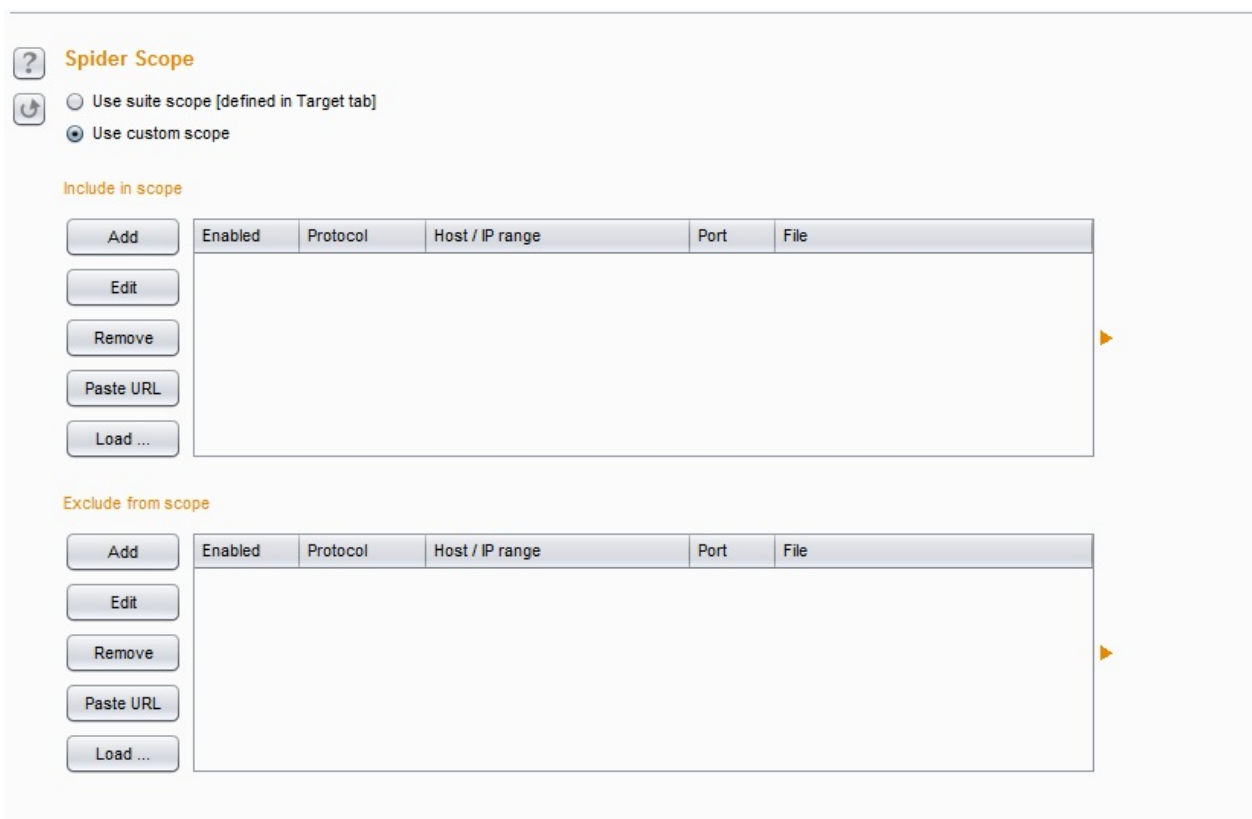 ?
Spider Scope
Use suite scope [defined in Target tab]
Use custom scope
Include in scope
Add
Enabled Protocol Host / IP range Port File
Edit
Remove
Paste URL
Load ...
Exclude from scope
Add
Enabled Protocol Host / IP range Port File
Edit
Remove
Paste URL
Load ...